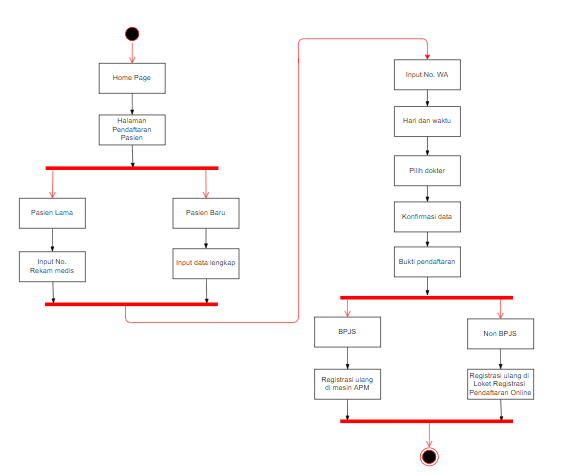 Home Page
Halaman
Pendaftaran
Pasien
Pasien Lama
Pasien Baru
Input No.
Rekam medis
Input data lengkap
Input No, WA
Hari dan waktu
Pilih dokter
Konfirmasi data
Bukti pendaftaran
BPJS
Non BPJS
Registrasi ulang
di mesin APM
Registrasi ulang di
Loket Registrasi
Pendaftaran Online